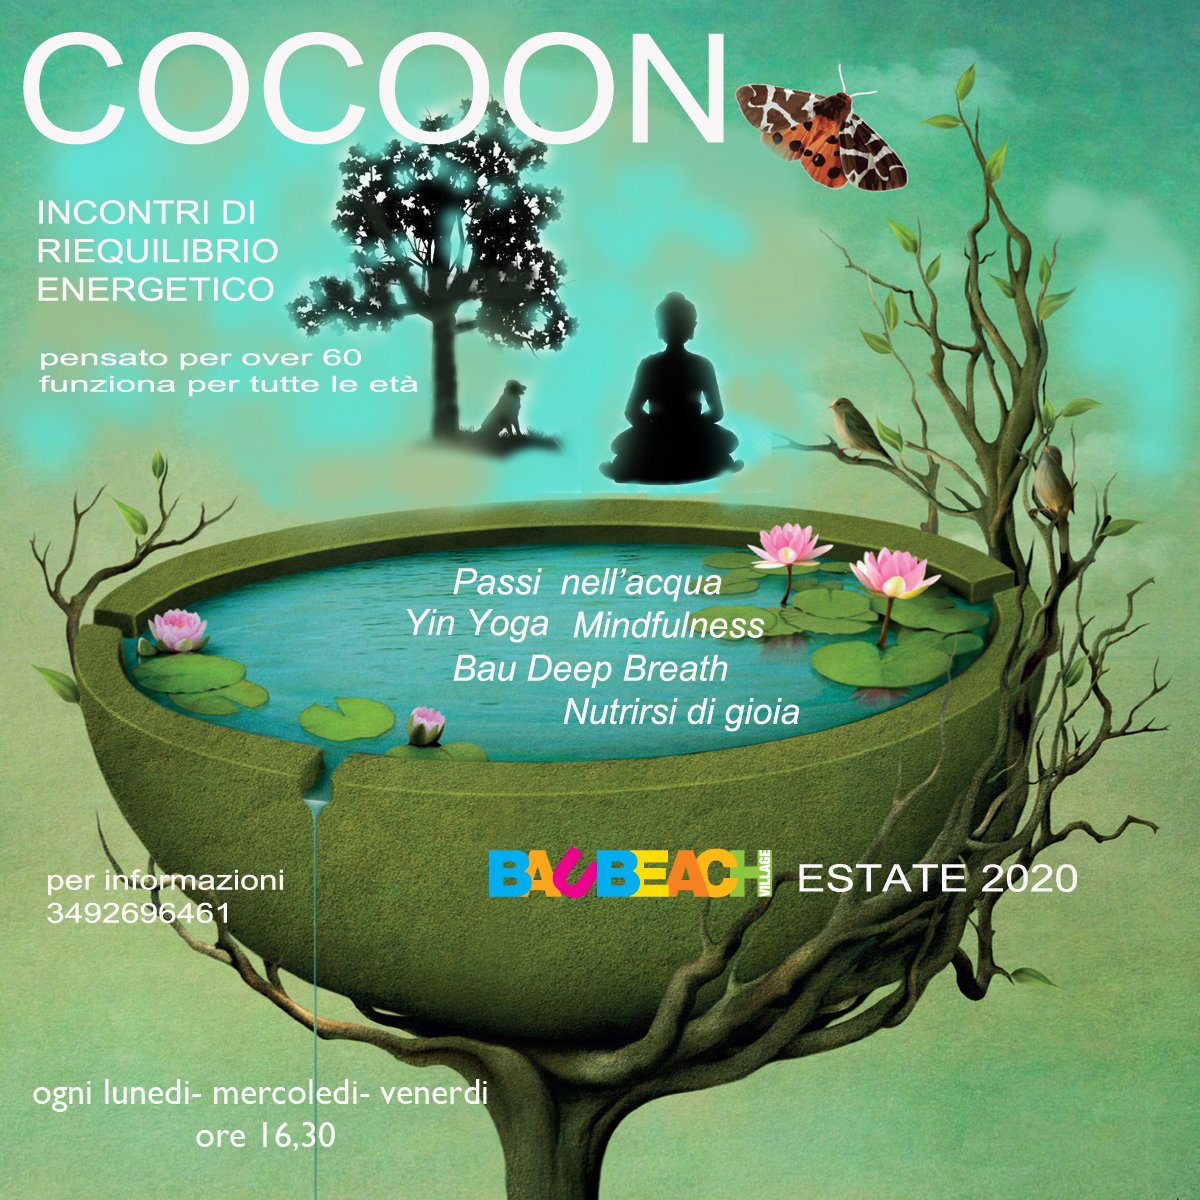 COCOON
INCONTRI DI
RIEQUILIBRIO
ENERGETICO
pensato per over 60
funziona per tutte le età
Passi nell'acqua
Yin Yoga Mindfulness
Bau Deep Breath
Nutrirsi di gioia
BAUBEACH VILLAGE ESTATE 2020
per informazioni
3492696461
ogni lunedi- mercoledi- venerdi
ore 16,30